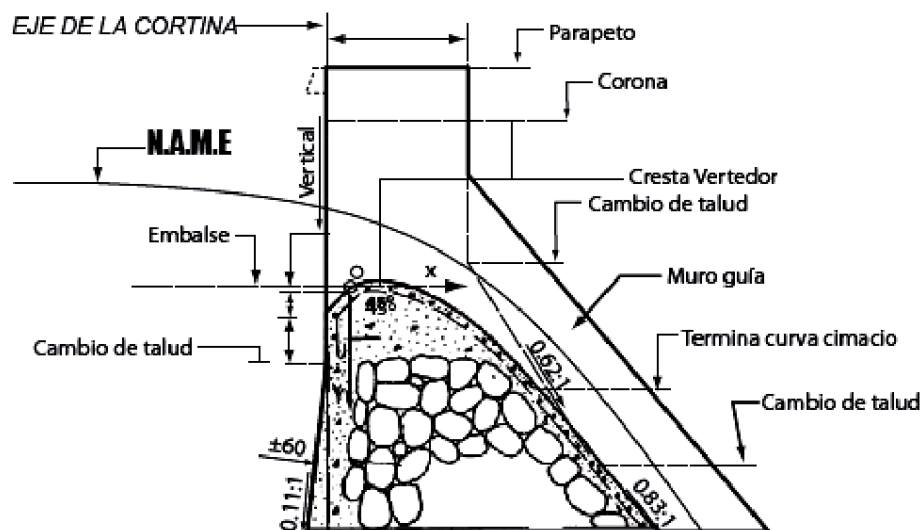 EJE DE LA CORTINA
Parapeto
Corona
N.A.M.E
Vertical
Cresta Vertedor
Cambio de talud
Embalse
O
x
Muro guía
Cambio de talud
Termina curva cimacio
0.62:1
Cambio de talud
±60
0.11:1
0.83:1